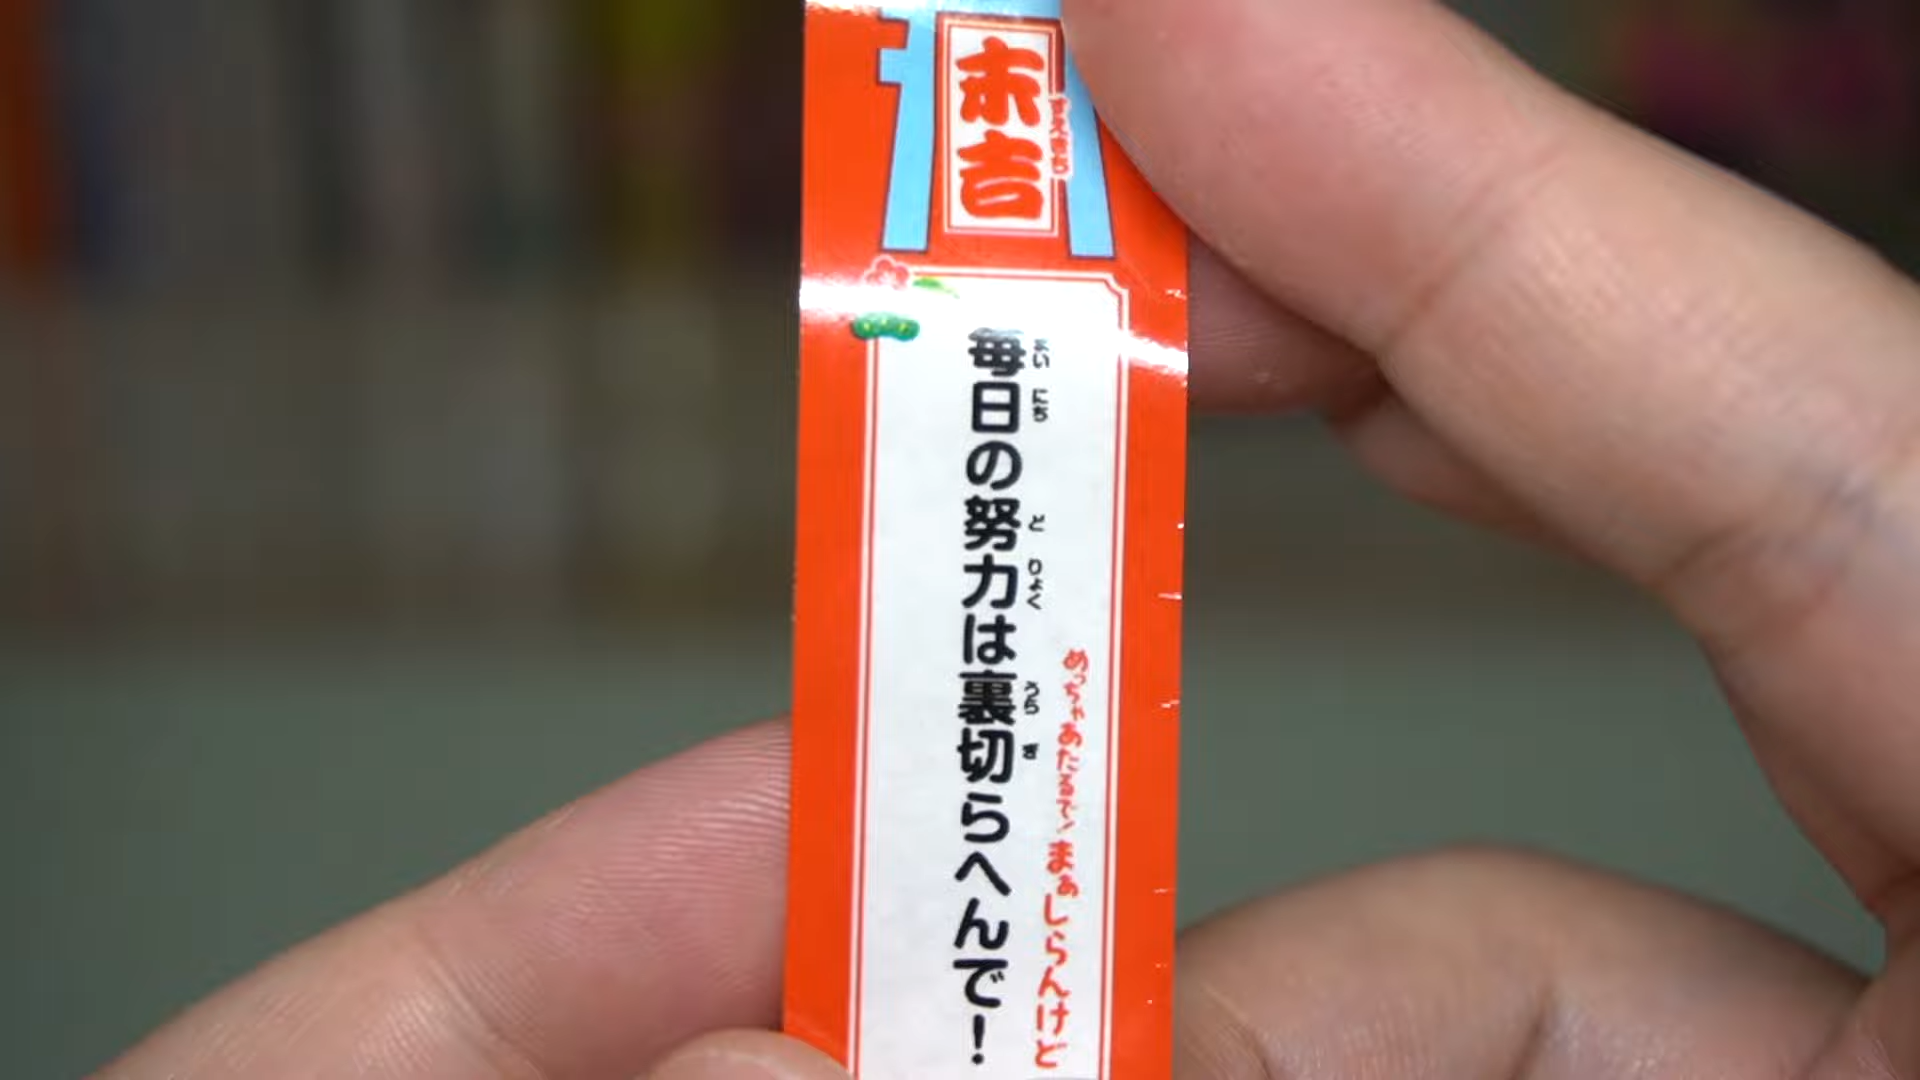 末吉
すえきち
めっちゃあたるで!まぁしらんけど
毎日の努力は裏切らへんで!
まいにち どりょく うらぎ